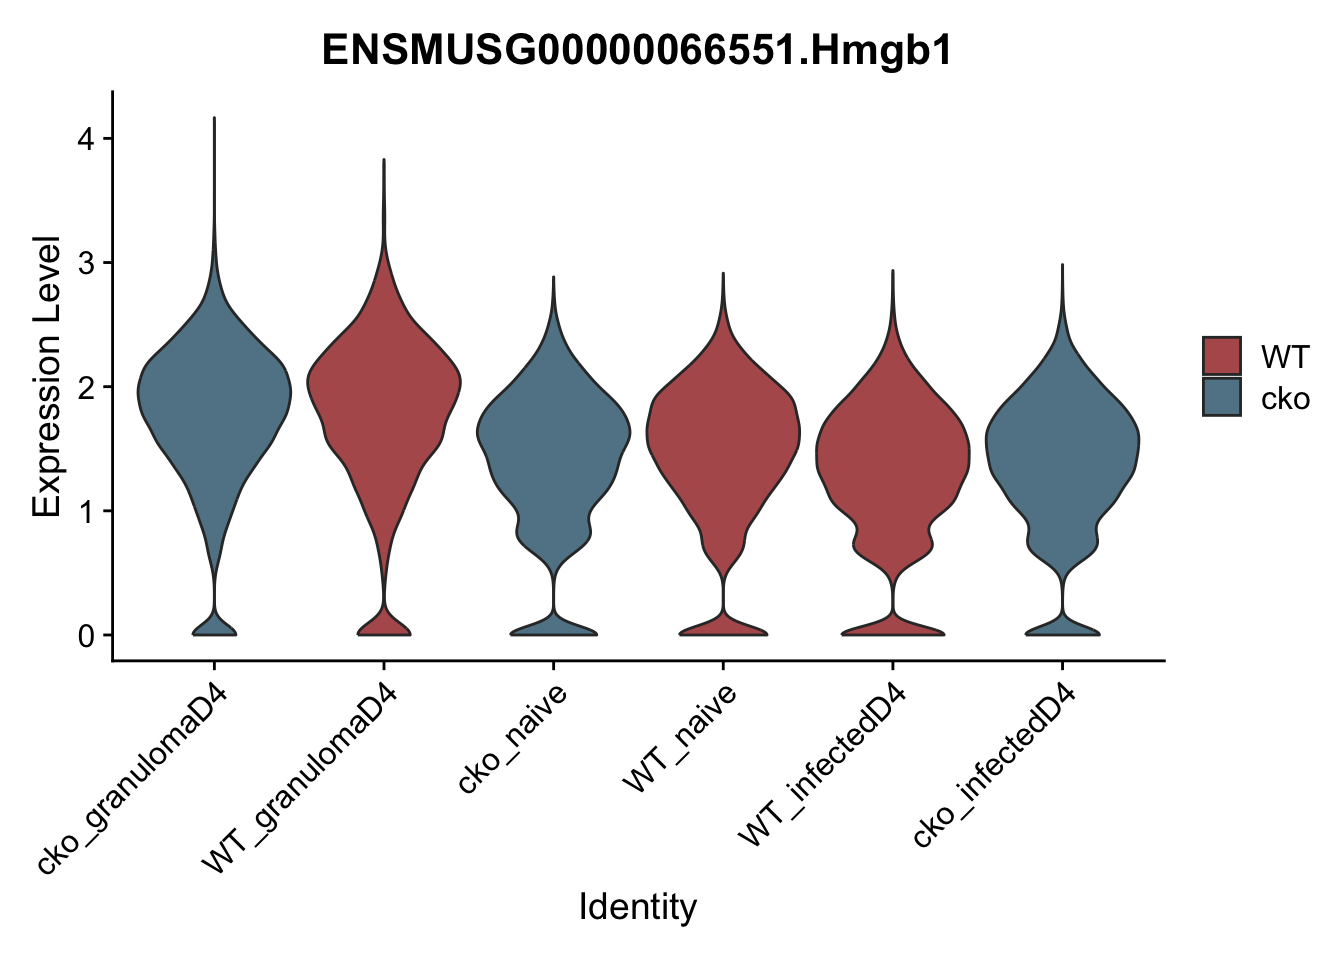 ENSMUSG00000066551.Hmgb1
Expression Level
4
3
2
1
0
cko_granulomaD4
WT_granulomaD4
cko_naive
WT_naive
WT_infectedD4
cko_infectedD4
Identity
WT
cko